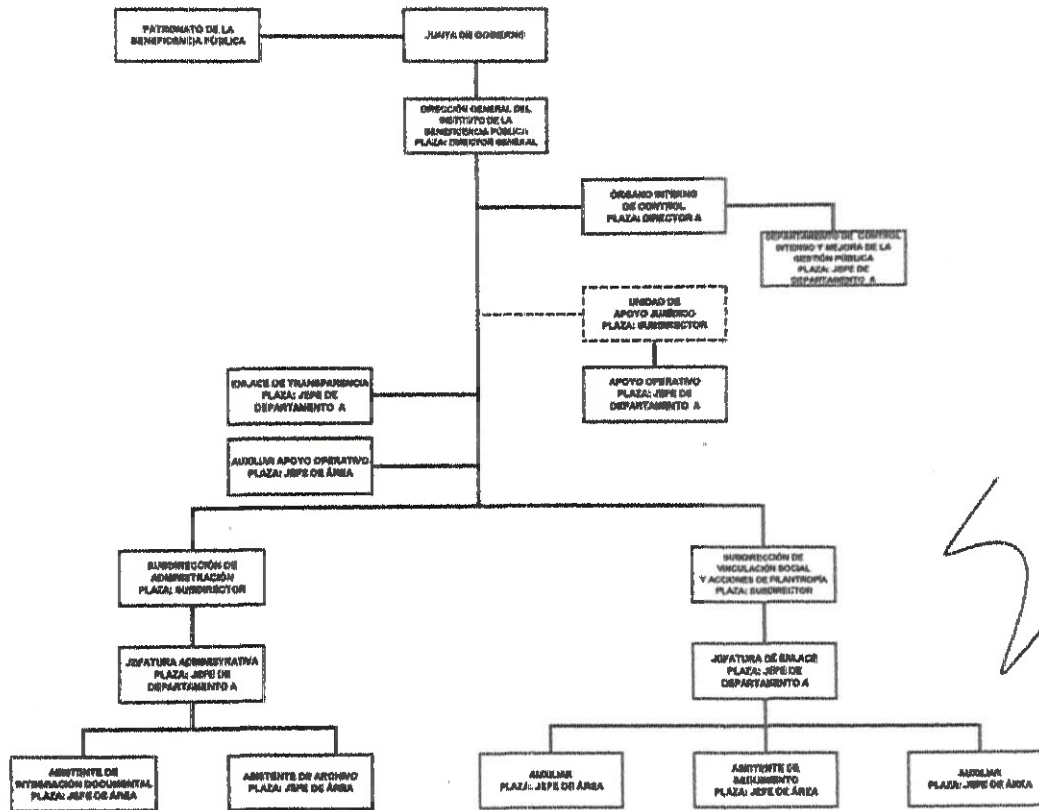 PATRONATO DE LA
BENEFICENCIA PÚBLICA
JUNTA DE GOBIERNO
DIRECCIÓN GENERAL DEL
INSTITUTO DE LA
BENEFICENCIA PÚBLICA
PLAZA: DIRECTOR GENERAL
ÓRGANO INTERNO
DE CONTROL
PLAZA: DIRECTOR A
DEPARTAMENTO DE CONTROL
INTERNO Y MEJORA DE LA
GESTIÓN PÚBLICA
PLAZA: JEFE DE
DEPARTAMENTO A
UNIDAD DE
APOYO JURÍDICO
PLAZA: SUBDIRECTOR
APOYO OPERATIVO
PLAZA: JEFE DE
DEPARTAMENTO A
ENLACE DE TRANSPARENCIA
PLAZA: JEFE DE
DEPARTAMENTO A
AUXILIAR APOYO OPERATIVO
PLAZA: JEFE DE ÁREA
SUBDIRECCIÓN DE
ADMINISTRACIÓN
PLAZA: SUBDIRECTOR
SUBDIRECCIÓN DE
VINCULACIÓN SOCIAL
Y ACCIONES DE FILANTROPÍA
PLAZA: SUBDIRECTOR
JEFATURA ADMINISTRATIVA
PLAZA: JEFE DE
DEPARTAMENTO A
JEFATURA DE ENLACE
PLAZA: JEFE DE
DEPARTAMENTO A
ASISTENTE DE
INTEGRACIÓN DOCUMENTAL
PLAZA: JEFE DE ÁREA
ASISTENTE DE ARCHIVO
PLAZA: JEFE DE ÁREA
AUXILIAR
PLAZA: JEFE DE ÁREA
ASISTENTE DE
SEGUIMIENTO
PLAZA: JEFE DE ÁREA
AUXILIAR
PLAZA: JEFE DE ÁREA